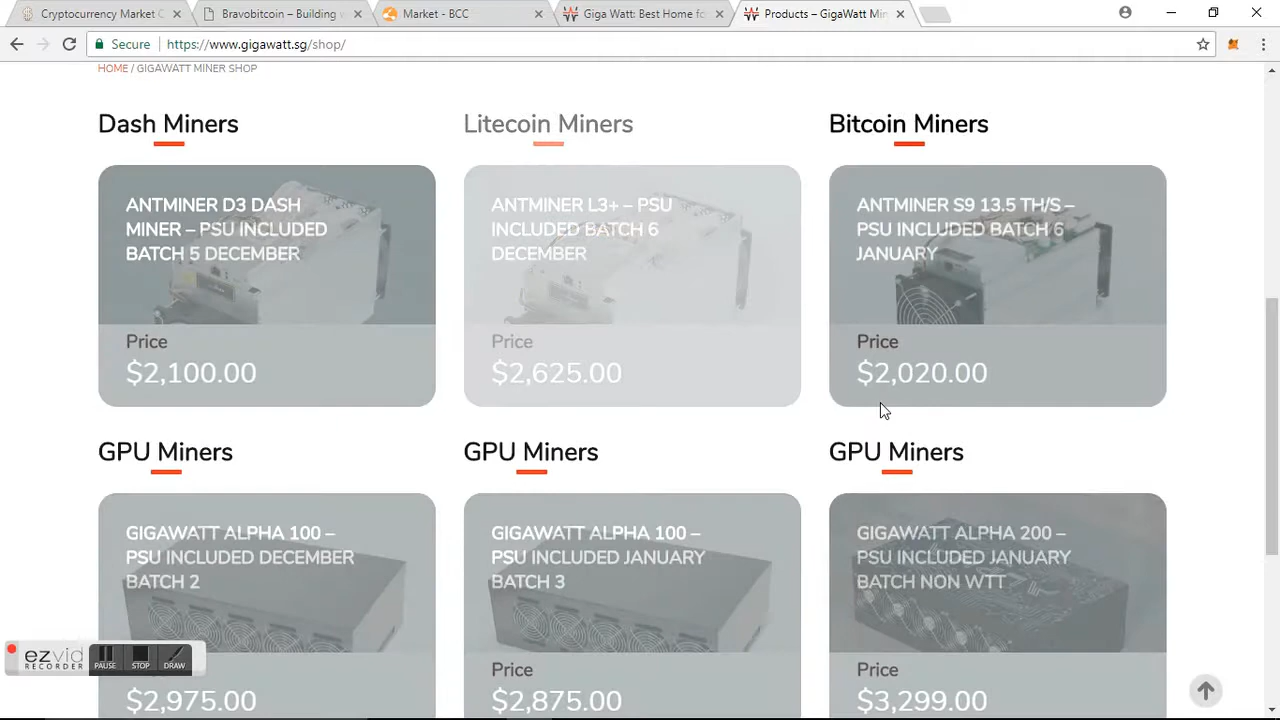 Cryptocurrency Market C
Bravobitcoin – Building w
Market - BCC
Giga Watt: Best Home fo
Products – GigaWatt Min
Secure
https://www.gigawatt.sg/shop/
HOME / GIGAWATT MINER SHOP
Dash Miners
Litecoin Miners
Bitcoin Miners
ANTMINER D3 DASH
MINER – PSU INCLUDED
BATCH 5 DECEMBER
Price
$2,100.00
ANTMINER L3+ – PSU
INCLUDED BATCH 6
DECEMBER
Price
$2,625.00
ANTMINER S9 13.5 TH/S –
PSU INCLUDED BATCH 6
JANUARY
Price
$2,020.00
GPU Miners
GPU Miners
GPU Miners
GIGAWATT ALPHA 100 –
PSU INCLUDED DECEMBER
BATCH 2
$2,975.00
GIGAWATT ALPHA 100 –
PSU INCLUDED JANUARY
BATCH 3
Price
$2,875.00
GIGAWATT ALPHA 200 –
PSU INCLUDED JANUARY
BATCH NON WTT
Price
$3,299.00
ezvid
RECORDER
PAUSE
STOP
DRAW